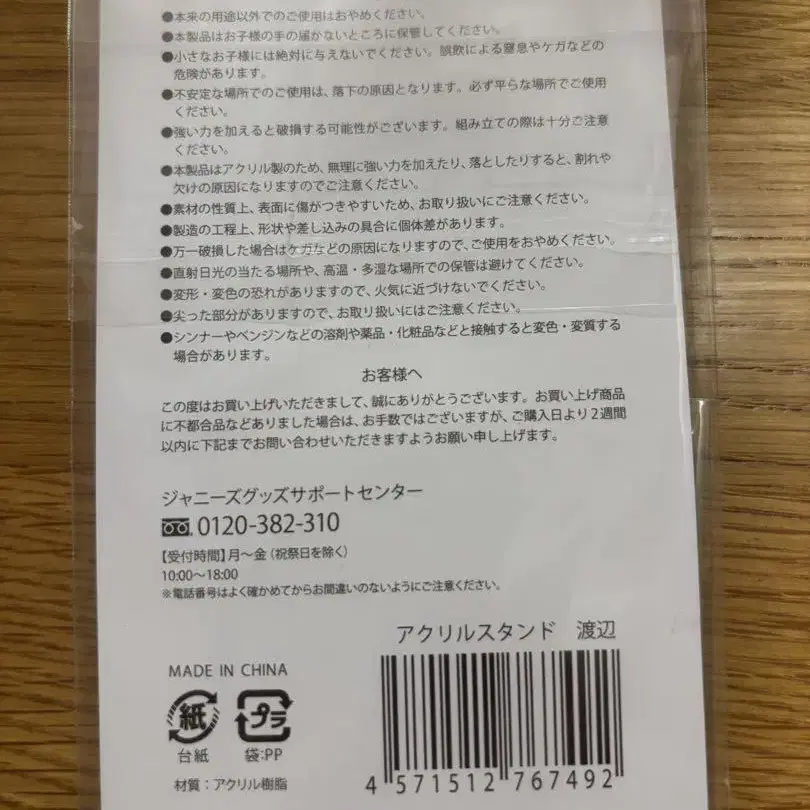 ●本来の用途以外でのご使用はおやめください。
●本製品はお子様の手の届かないところに保管してください。
●小さなお子様には絶対に与えないでください。誤飲による窒息やケガなどの
危険があります。
●不安定な場所でのご使用は、落下の原因となります。必ず平らな場所でご使用
ください。
●強い力を加えると破損する可能性がございます。組み立ての際は十分ご注意
ください。
●本製品はアクリル製のため、無理に強い力を加えたり、落としたりすると、割れや
欠けの原因になりますのでご注意ください。
●素材の性質上、表面に傷がつきやすいため、お取り扱いにご注意ください。
●製造の工程上、形状や差し込みの具合に個体差があります。
●万一破損した場合はケガなどの原因になりますので、ご使用をおやめください。
●直射日光の当たる場所や、高温・多湿な場所での保管は避けてください。
●変形・変色の恐れがありますので、火気に近づけないでください。
●尖った部分がありますので、お取り扱いにはご注意ください。
●シンナーやベンジンなどの溶剤や薬品・化粧品などと接触すると変色・変質する
場合があります。
お客様へ
この度はお買い上げいただきまして、誠にありがとうございます。お買い上げ商品
に不都合品などありました場合は、お手数ではございますが、ご購入日より2週間
以内に下記までお問い合わせいただきますようお願い申し上げます。
ジャニーズグッズサポートセンター
0120-382-310
【受付時間】月～金（祝祭日を除く）
10:00～18:00
※電話番号はよく確かめてからお間違いのないようにご注意ください。
アクリルスタンド 渡辺
MADE IN CHINA
紙 プラ
台紙 袋:PP
材質：アクリル樹脂
4 571512 767492